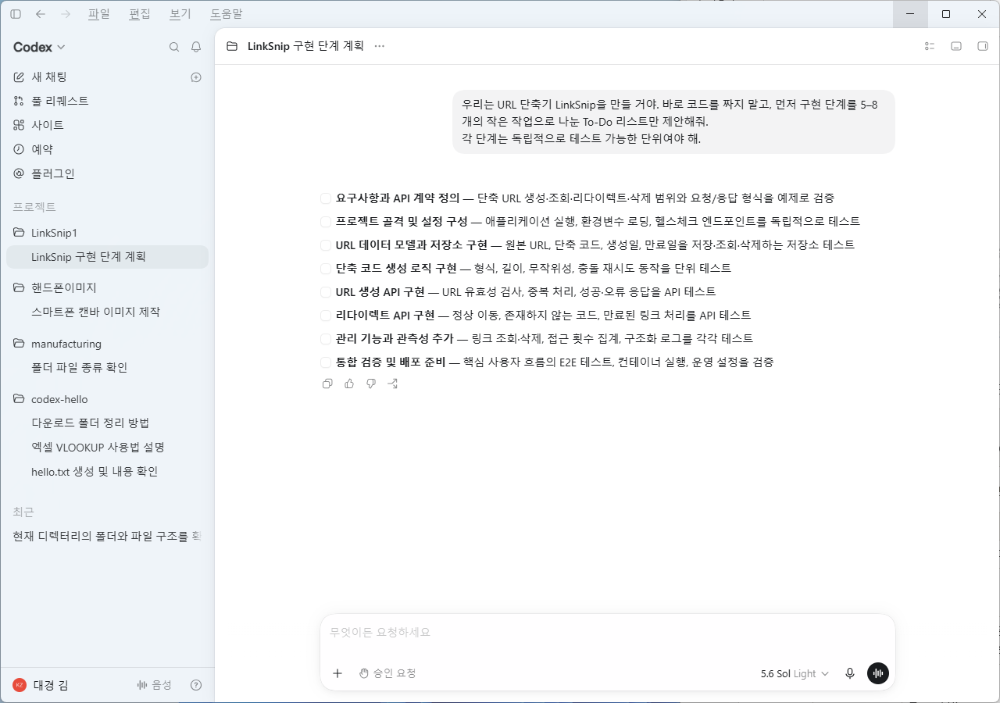 파일 편집 보기 도움말
Codex
새 채팅
풀 리퀘스트
사이트
예약
플러그인
프로젝트
LinkSnip1
LinkSnip 구현 단계 계획
핸드폰이미지
스마트폰 캔바 이미지 제작
manufacturing
폴더 파일 종류 확인
codex-hello
다운로드 폴더 정리 방법
엑셀 VLOOKUP 사용법 설명
hello.txt 생성 및 내용 확인
최근
현재 디렉터리의 폴더와 파일 구조를
KZ 대경 김 음성
LinkSnip 구현 단계 계획
우리는 URL 단축기 LinkSnip을 만들 거야. 바로 코드를 짜지 말고, 먼저 구현 단계를 5–8
개의 작은 작업으로 나눈 To-Do 리스트만 제안해줘.
각 단계는 독립적으로 테스트 가능한 단위여야 해.
요구사항과 API 계약 정의 — 단축 URL 생성·조회·리다이렉트·삭제 범위와 요청/응답 형식을 예제로 검증
프로젝트 골격 및 설정 구성 — 애플리케이션 실행, 환경변수 로딩, 헬스체크 엔드포인트를 독립적으로 테스트
URL 데이터 모델과 저장소 구현 — 원본 URL, 단축 코드, 생성일, 만료일을 저장·조회·삭제하는 저장소 테스트
단축 코드 생성 로직 구현 — 형식, 길이, 무작위성, 충돌 재시도 동작을 단위 테스트
URL 생성 API 구현 — URL 유효성 검사, 중복 처리, 성공·오류 응답을 API 테스트
리다이렉트 API 구현 — 정상 이동, 존재하지 않는 코드, 만료된 링크 처리를 API 테스트
관리 기능과 관측성 추가 — 링크 조회·삭제, 접근 횟수 집계, 구조화 로그를 각각 테스트
통합 검증 및 배포 준비 — 핵심 사용자 흐름의 E2E 테스트, 컨테이너 실행, 운영 설정을 검증
무엇이든 요청하세요
승인 요청
5.6 Sol Light